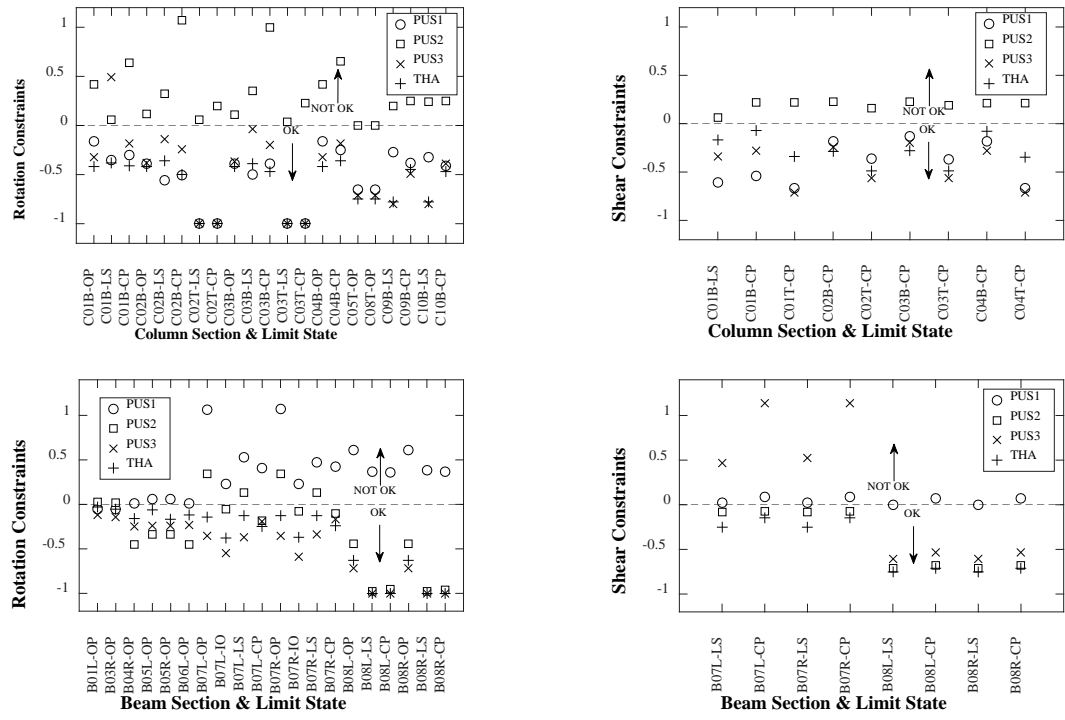 Rotation Constraints
1
0.5
0
-0.5
-1
PUS1
PUS2
PUS3
THA
NOT OK
OK
C01B-OP
C01B-LS
C01B-CP
C02B-OP
C02B-LS
C02B-CP
C02T-LS
C02T-CP
C03B-OP
C03B-LS
C03B-CP
C03T-LS
C03T-CP
C04B-OP
C04B-CP
C05T-OP
C08T-OP
C09B-LS
C09B-CP
C10B-LS
C10B-CP
Column Section & Limit State
Shear Constraints
1
0.5
0
-0.5
-1
PUS1
PUS2
PUS3
THA
NOT OK
OK
C01B-LS
C01B-CP
C01T-CP
C02B-CP
C02T-CP
C03B-CP
C03T-CP
C04B-CP
C04T-CP
Column Section & Limit State
Rotation Constraints
1
0.5
0
-0.5
-1
PUS1
PUS2
PUS3
THA
NOT OK
OK
B01L-OP
B03R-OP
B04R-OP
B05L-OP
B05R-OP
B06L-OP
B07L-OP
B07L-IO
B07L-LS
B07L-CP
B07R-OP
B07R-IO
B07R-LS
B07R-CP
B08L-OP
B08L-LS
B08L-CP
B08R-OP
B08R-LS
B08R-CP
Beam Section & Limit State
Shear Constraints
1
0.5
0
-0.5
-1
PUS1
PUS2
PUS3
THA
NOT OK
OK
B07L-LS
B07L-CP
B07R-LS
B07R-CP
B08L-LS
B08L-CP
B08R-LS
B08R-CP
Beam Section & Limit State